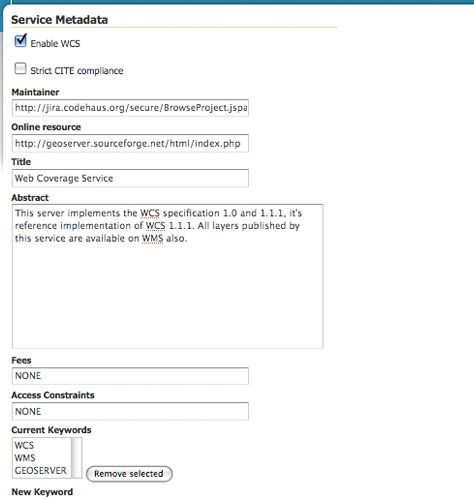 Service Metadata
Enable WCS
Strict CITE compliance
Maintainer
http://jira.codehaus.org/secure/BrowseProject.jspa
Online resource
http://geoserver.sourceforge.net/html/index.php
Title
Web Coverage Service
Abstract
This server implements the WCS specification 1.0 and 1.1.1, it's
reference implementation of WCS 1.1.1. All layers published by
this service are available on WMS also.
Fees
NONE
Access Constraints
NONE
Current Keywords
WCS
WMS
GEOSERVER
Remove selected
New Keyword